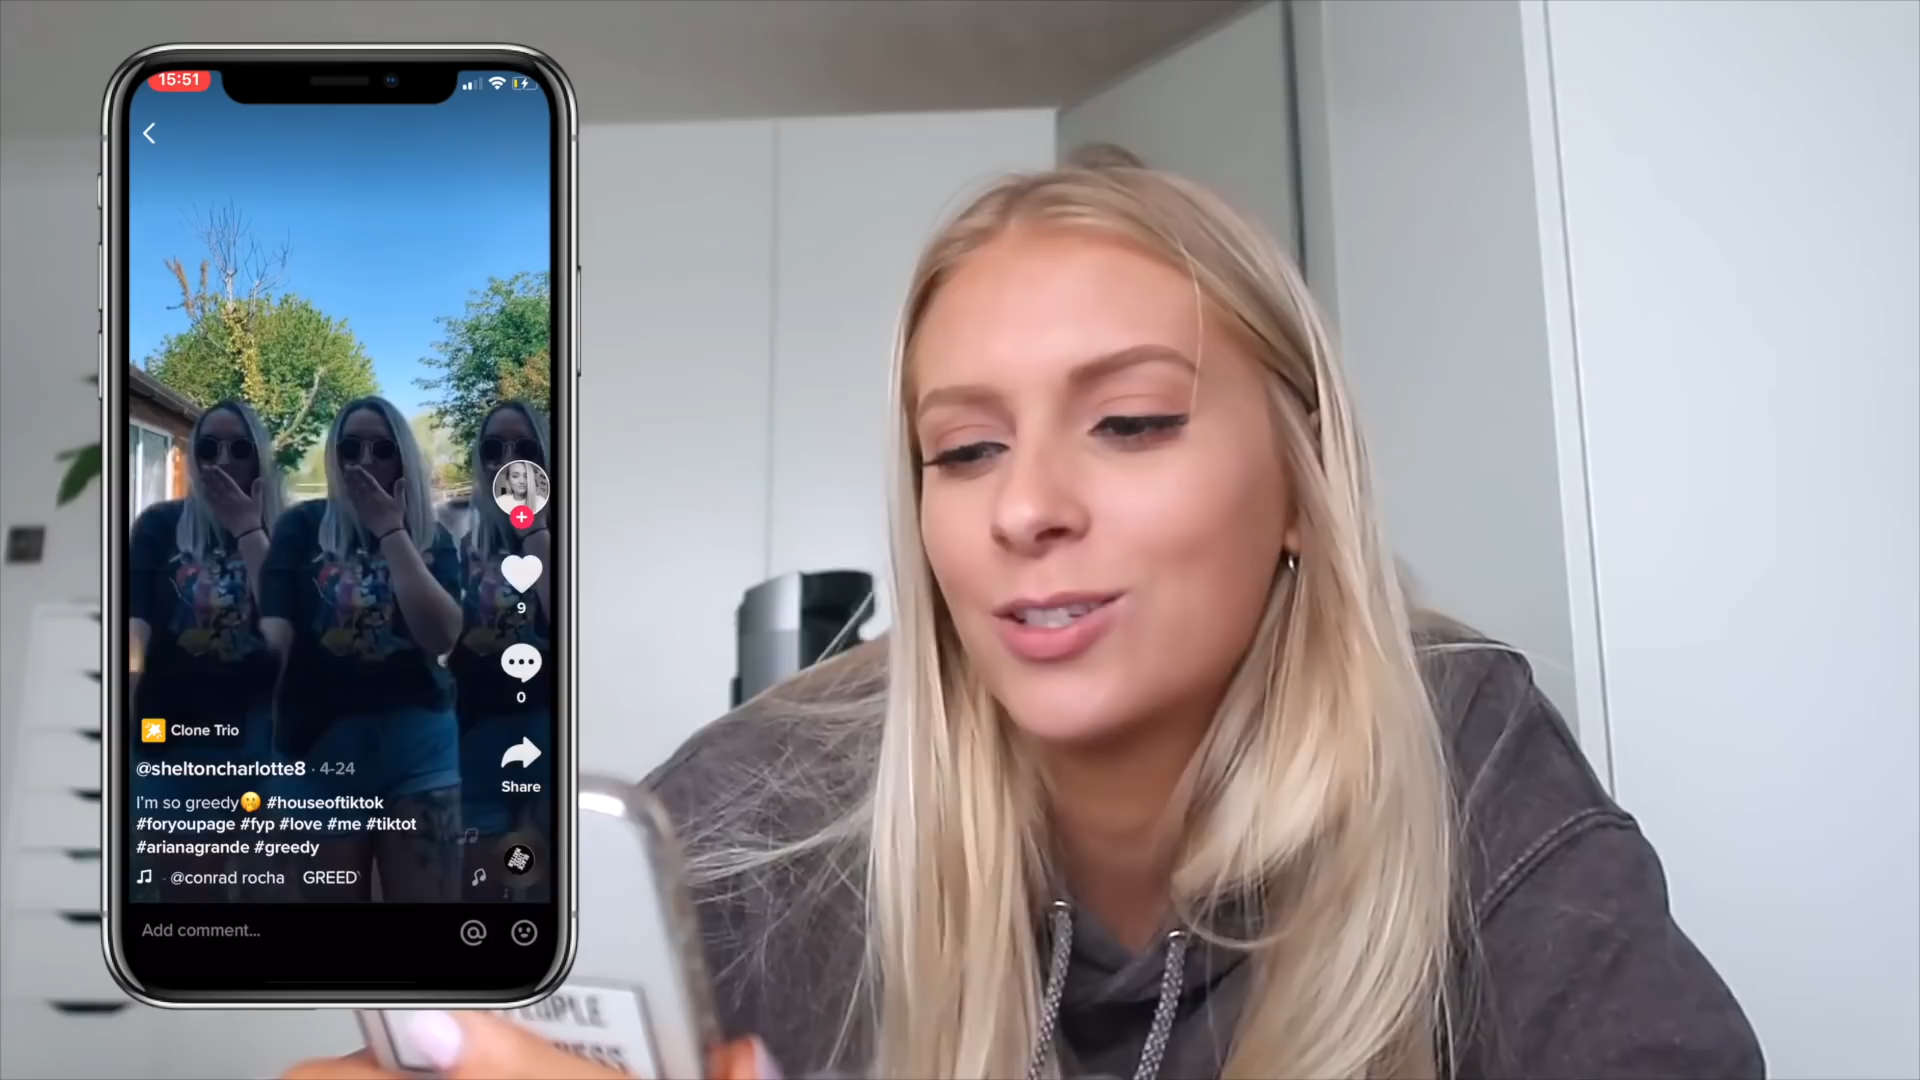 15:51
9
0
Clone Trio
@sheltoncharlotte8 · 4-24
Share
I'm so greedy🤭 #houseoftiktok
#foryoupage #fyp #love #me #tiktot
#arianagrande #greedy
@conrad rocha GREED
Add comment...